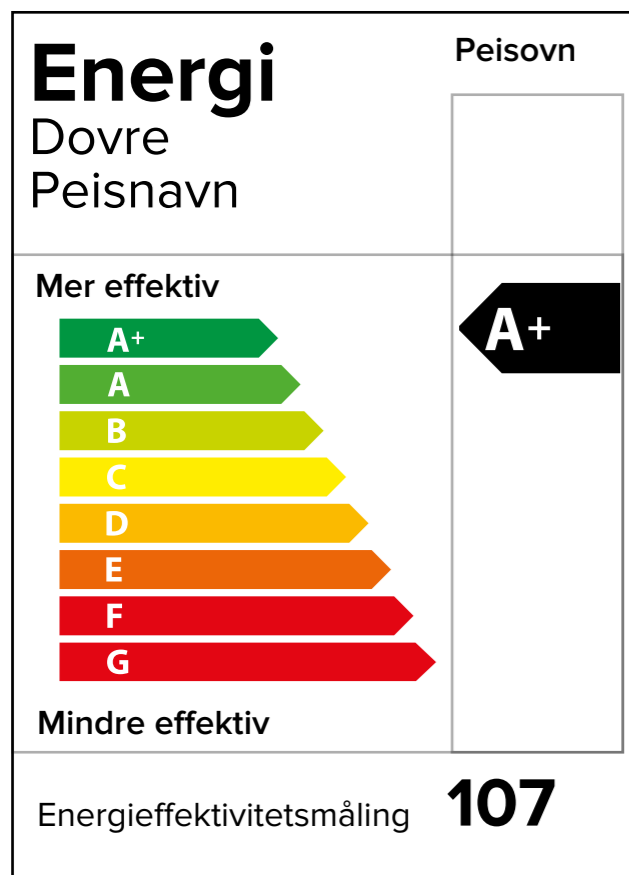 Energi
Dovre
Peisnavn
Peisovn
Mer effektiv
A+
A+
A
B
C
D
E
F
G
Mindre effektiv
Energieffektivitetsmåling 107